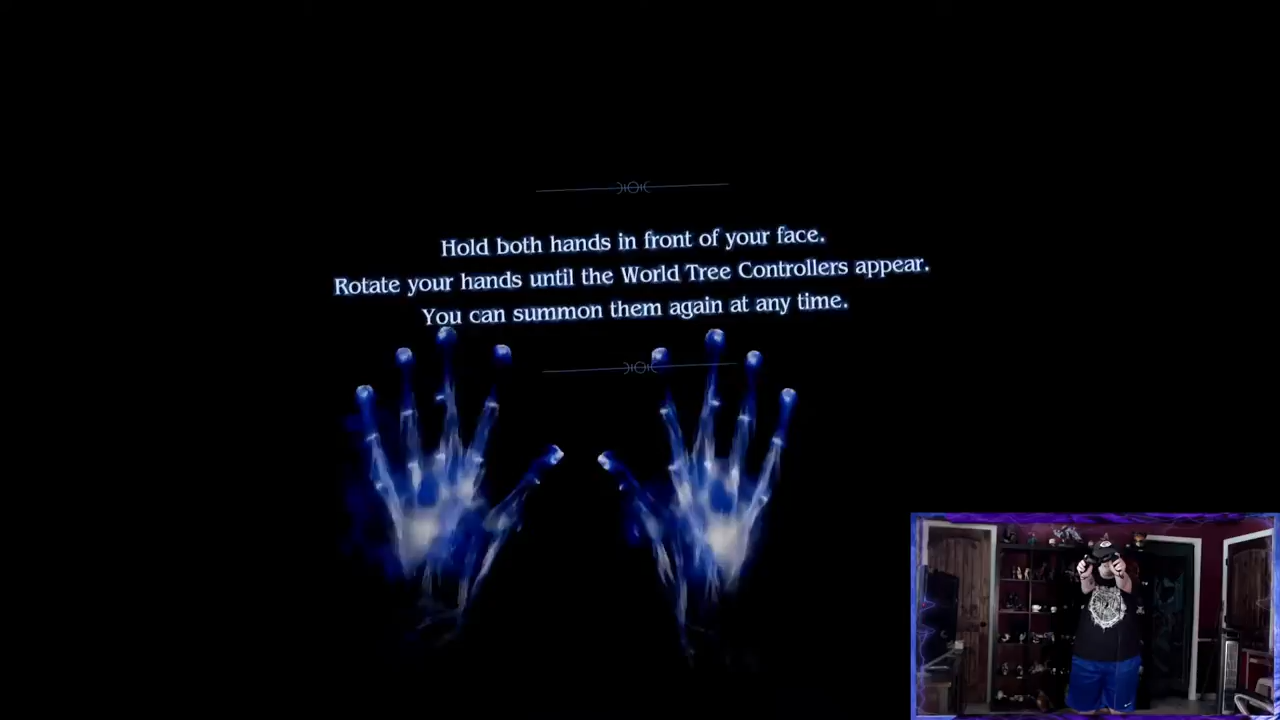 Hold both hands in front of your face.
Rotate your hands until the World Tree Controllers appear.
You can summon them again at any time.